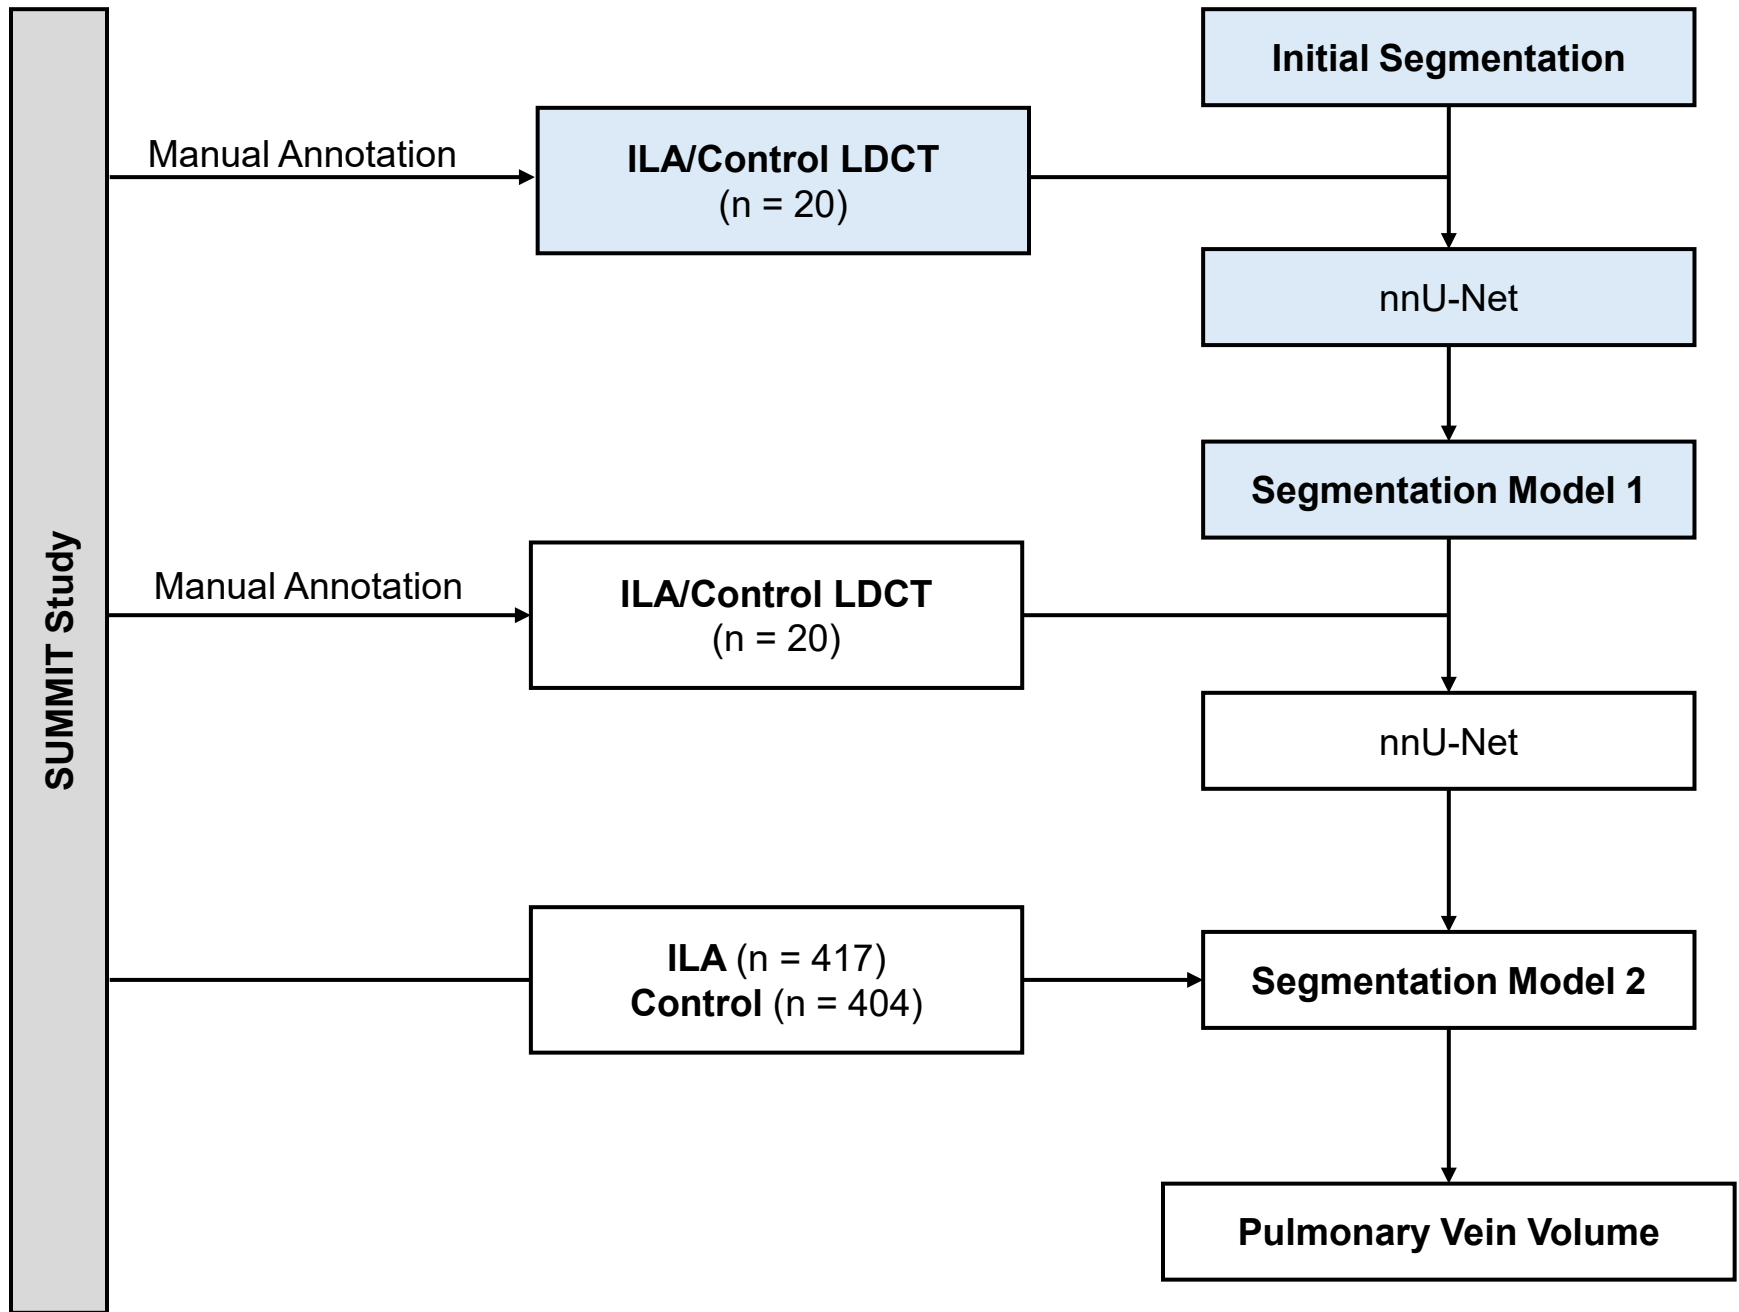 SUMMIT Study
Initial Segmentation
Manual Annotation
ILA/Control LDCT
(n = 20)
nnU-Net
Segmentation Model 1
Manual Annotation
ILA/Control LDCT
(n = 20)
nnU-Net
ILA (n = 417)
Control (n = 404)
Segmentation Model 2
Pulmonary Vein Volume